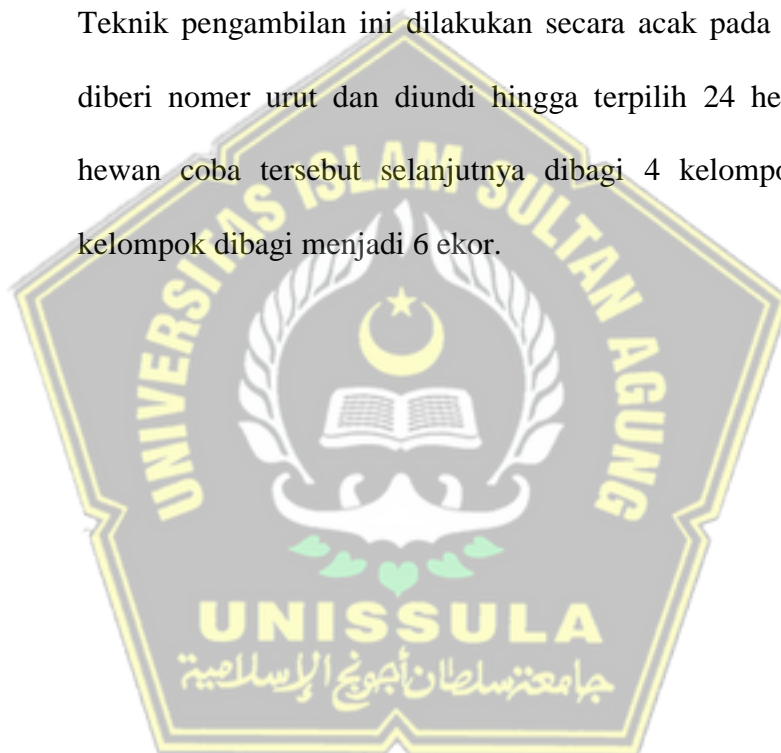 Teknik pengambilan ini dilakukan secara acak pada
diberi nomer urut dan diundi hingga terpilih 24 he
hewan coba tersebut selanjutnya dibagi 4 kelompo
kelompok dibagi menjadi 6 ekor.
UNIVERSITAS ISLAM SULTAN AGUNG
UNISSULA
جامعة سلطان أجونج الإسلامية